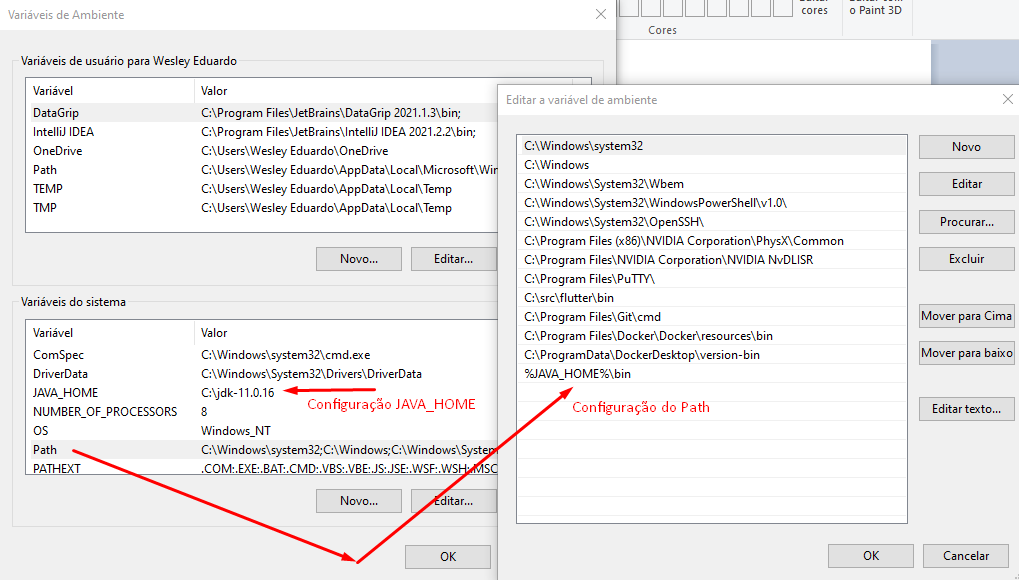 Variáveis de Ambiente
Variáveis de usuário para Wesley Eduardo
Variável Valor
DataGrip C:\Program Files\JetBrains\DataGrip 2021.1.3\bin;
IntelliJ IDEA C:\Program Files\JetBrains\IntelliJ IDEA 2021.2.2\bin;
OneDrive C:\Users\Wesley Eduardo\OneDrive
Path C:\Users\Wesley Eduardo\AppData\Local\Microsoft\Wir
TEMP C:\Users\Wesley Eduardo\AppData\Local\Temp
TMP C:\Users\Wesley Eduardo\AppData\Local\Temp
Novo... Editar...
Variáveis do sistema
Variável Valor
ComSpec C:\Windows\system32\cmd.exe
DriverData C:\Windows\System32\Drivers\DriverData
JAVA_HOME C:\jdk-11.0.16
Configuração JAVA_HOME
NUMBER_OF_PROCESSORS 8
OS Windows_NT
Path C:\Windows\system32;C:\Windows;C:\Windows\System
PATHEXT .COM;.EXE;.BAT;.CMD;.VBS;.VBE;.JS;.JSE;.WSF;.WSH;.MSC
Novo... Editar...
OK
cores
o Paint 3D
Cores
Editar a variável de ambiente
C:\Windows\system32
C:\Windows
C:\Windows\System32\Wbem
C:\Windows\System32\WindowsPowerShell\v1.0\
C:\Windows\System32\OpenSSH\
C:\Program Files (x86)\NVIDIA Corporation\PhysX\Common
C:\Program Files\NVIDIA Corporation\NVIDIA NvDLISR
C:\Program Files\PuTTY\
C:\src\flutter\bin
C:\Program Files\Git\cmd
C:\Program Files\Docker\Docker\resources\bin
C:\ProgramData\DockerDesktop\version-bin
%JAVA_HOME%\bin
Configuração do Path
Novo
Editar
Procurar...
Excluir
Mover para Cima
Mover para baixo
Editar texto...
OK Cancelar